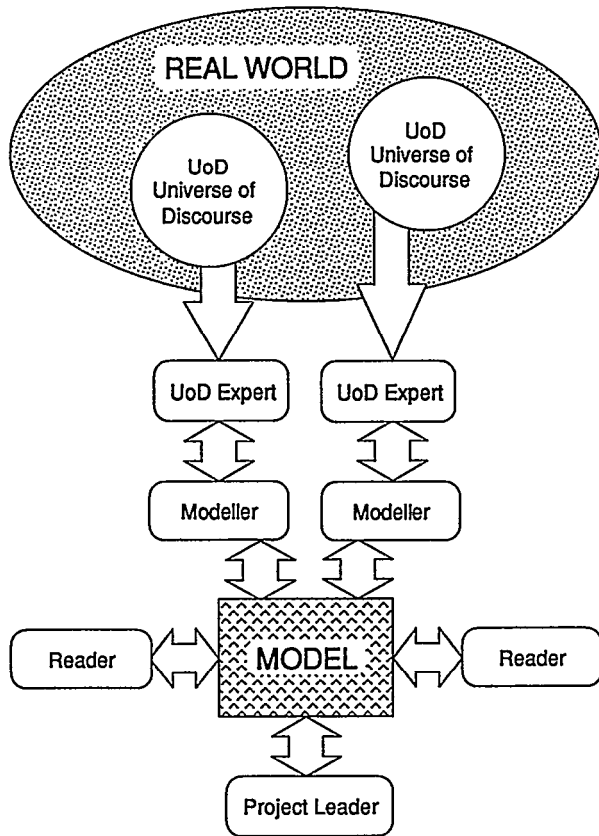 REAL WORLD
UoD
Universe of
Discourse
UoD
Universe of
Discourse
UoD Expert
UoD Expert
Modeller
Modeller
Reader
MODEL
Reader
Project Leader